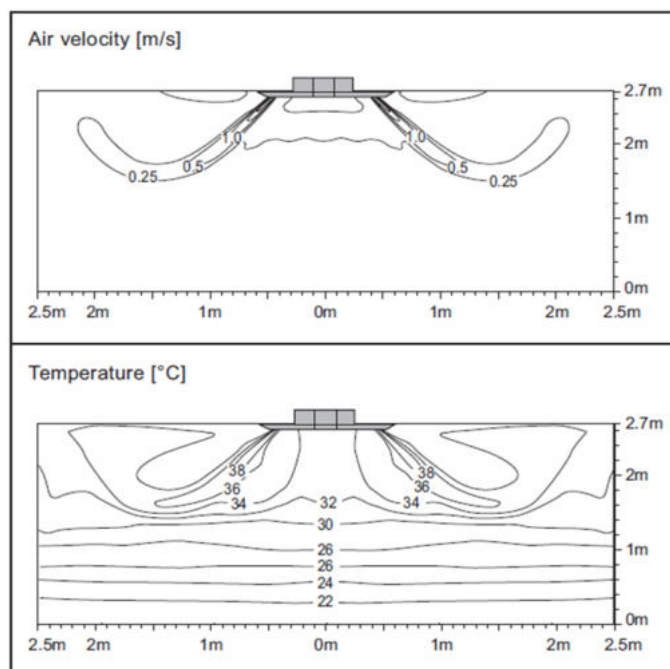 Air velocity [m/s]
2.7m
1.0 1.0 2m
0.5 0.5
0.25 0.25
1m
0m
2.5m 2m 1m 0m 1m 2m 2.5m
Temperature [°C]
2.7m
38 38 2m
36 36
34 32 34
30
26 1m
26
24
22
0m
2.5m 2m 1m 0m 1m 2m 2.5m